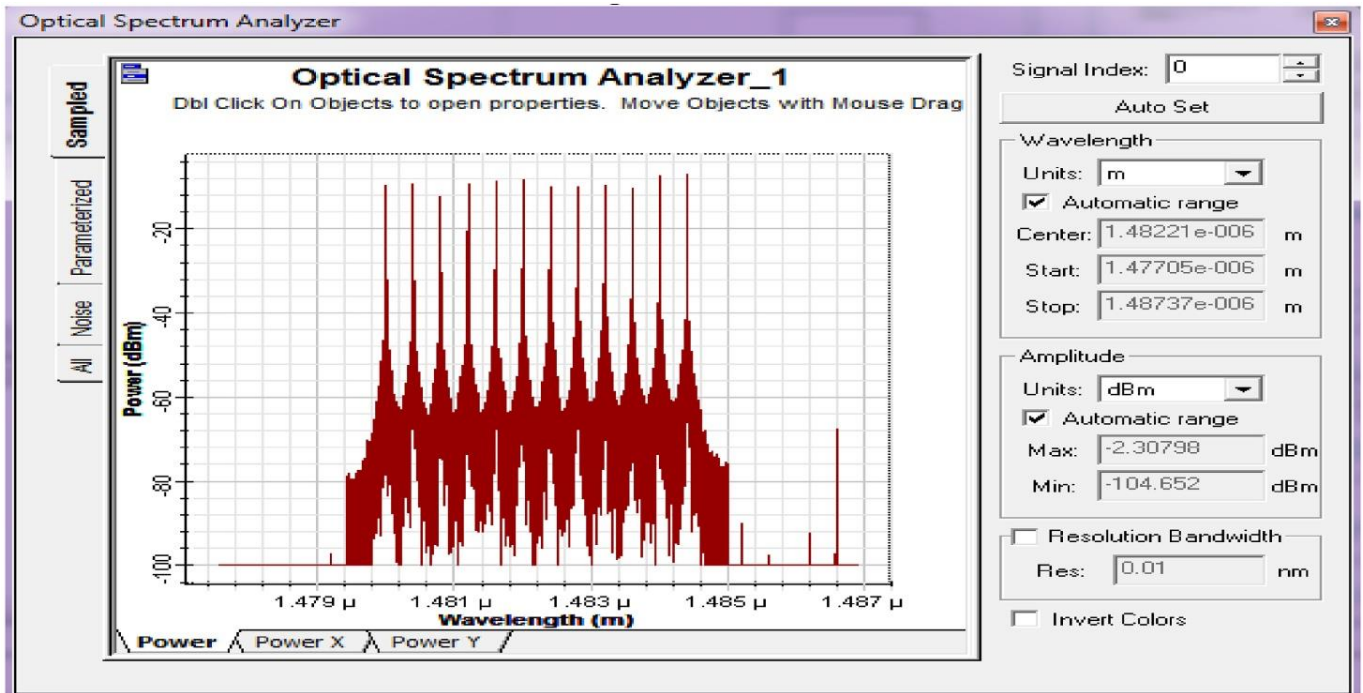 Optical Spectrum Analyzer
Sampled
Parameterized
Noise
All
Optical Spectrum Analyzer_1
Dbl Click On Objects to open properties. Move Objects with Mouse Drag
Power (dBm)
-20
-40
-60
-80
-100
1.479 µ 1.481 µ 1.483 µ 1.485 µ 1.487 µ
Wavelength (m)
Power Power X Power Y
Signal Index: 0
Auto Set
Wavelength
Units: m
Automatic range
Center: 1.48221e-006 m
Start: 1.47705e-006 m
Stop: 1.48737e-006 m
Amplitude
Units: dBm
Automatic range
Max: -2.30798 dBm
Min: -104.652 dBm
Resolution Bandwidth
Res: 0.01 nm
Invert Colors